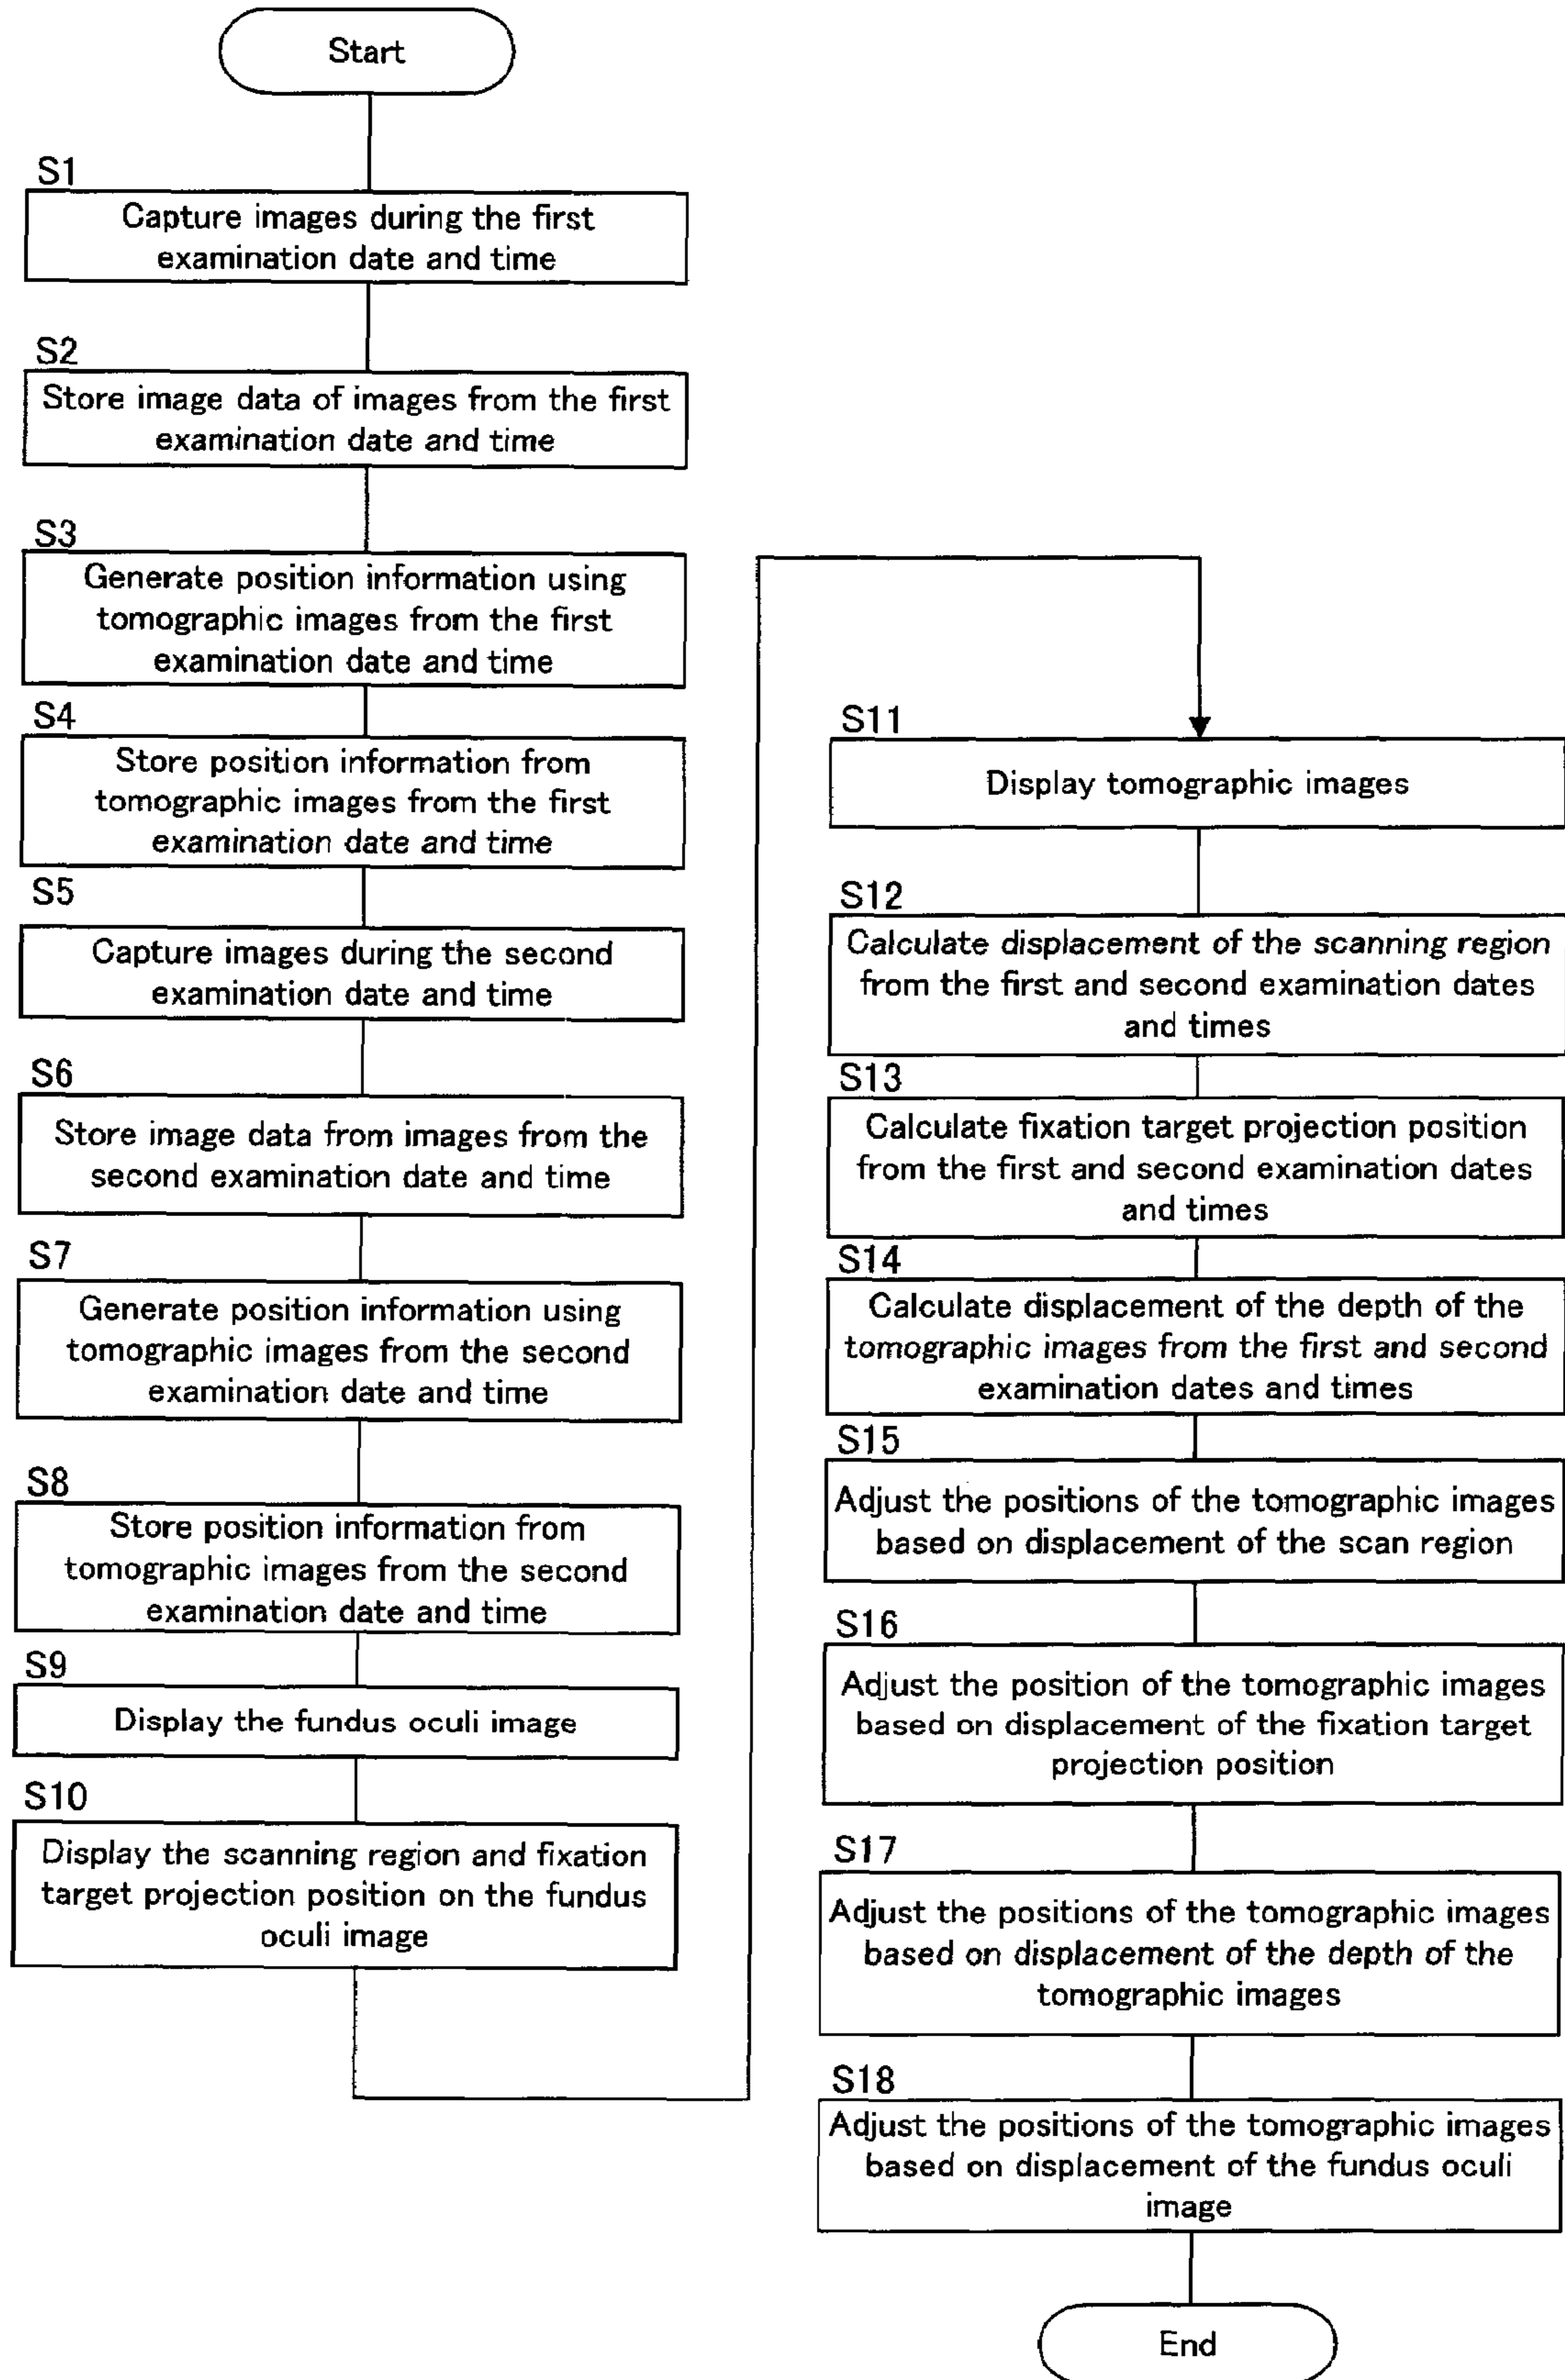 Start
S1
Capture images during the first
examination date and time
S2
Store image data of images from the first
examination date and time
S3
Generate position information using
tomographic images from the first
examination date and time
S4
Store position information from
tomographic images from the first
examination date and time
S5
Capture images during the second
examination date and time
S6
Store image data from images from the
second examination date and time
S7
Generate position information using
tomographic images from the second
examination date and time
S8
Store position information from
tomographic images from the second
examination date and time
S9
Display the fundus oculi image
S10
Display the scanning region and fixation
target projection position on the fundus
oculi image
S11
Display tomographic images
S12
Calculate displacement of the scanning region
from the first and second examination dates
and times
S13
Calculate fixation target projection position
from the first and second examination dates
and times
S14
Calculate displacement of the depth of the
tomographic images from the first and second
examination dates and times
S15
Adjust the positions of the tomographic images
based on displacement of the scan region
S16
Adjust the position of the tomographic images
based on displacement of the fixation target
projection position
S17
Adjust the positions of the tomographic images
based on displacement of the depth of the
tomographic images
S18
Adjust the positions of the tomographic images
based on displacement of the fundus oculi
image
End